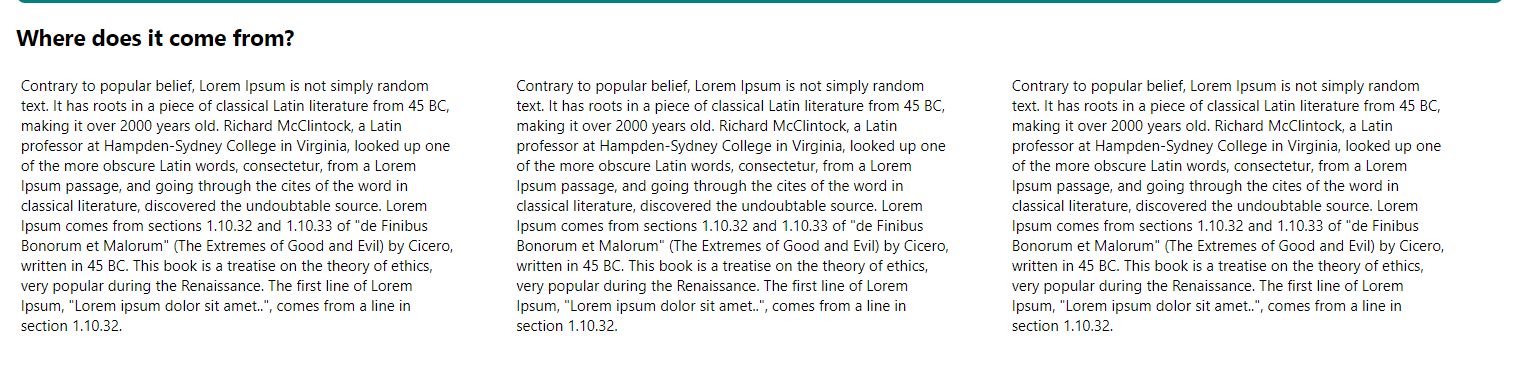 Where does it come from?
Contrary to popular belief, Lorem Ipsum is not simply random
text. It has roots in a piece of classical Latin literature from 45 BC,
making it over 2000 years old. Richard McClintock, a Latin
professor at Hampden-Sydney College in Virginia, looked up one
of the more obscure Latin words, consectetur, from a Lorem
Ipsum passage, and going through the cites of the word in
classical literature, discovered the undoubtable source. Lorem
Ipsum comes from sections 1.10.32 and 1.10.33 of "de Finibus
Bonorum et Malorum" (The Extremes of Good and Evil) by Cicero,
written in 45 BC. This book is a treatise on the theory of ethics,
very popular during the Renaissance. The first line of Lorem
Ipsum, "Lorem ipsum dolor sit amet..", comes from a line in
section 1.10.32.
Contrary to popular belief, Lorem Ipsum is not simply random
text. It has roots in a piece of classical Latin literature from 45 BC,
making it over 2000 years old. Richard McClintock, a Latin
professor at Hampden-Sydney College in Virginia, looked up one
of the more obscure Latin words, consectetur, from a Lorem
Ipsum passage, and going through the cites of the word in
classical literature, discovered the undoubtable source. Lorem
Ipsum comes from sections 1.10.32 and 1.10.33 of "de Finibus
Bonorum et Malorum" (The Extremes of Good and Evil) by Cicero,
written in 45 BC. This book is a treatise on the theory of ethics,
very popular during the Renaissance. The first line of Lorem
Ipsum, "Lorem ipsum dolor sit amet..", comes from a line in
section 1.10.32.
Contrary to popular belief, Lorem Ipsum is not simply random
text. It has roots in a piece of classical Latin literature from 45 BC,
making it over 2000 years old. Richard McClintock, a Latin
professor at Hampden-Sydney College in Virginia, looked up one
of the more obscure Latin words, consectetur, from a Lorem
Ipsum passage, and going through the cites of the word in
classical literature, discovered the undoubtable source. Lorem
Ipsum comes from sections 1.10.32 and 1.10.33 of "de Finibus
Bonorum et Malorum" (The Extremes of Good and Evil) by Cicero,
written in 45 BC. This book is a treatise on the theory of ethics,
very popular during the Renaissance. The first line of Lorem
Ipsum, "Lorem ipsum dolor sit amet..", comes from a line in
section 1.10.32.